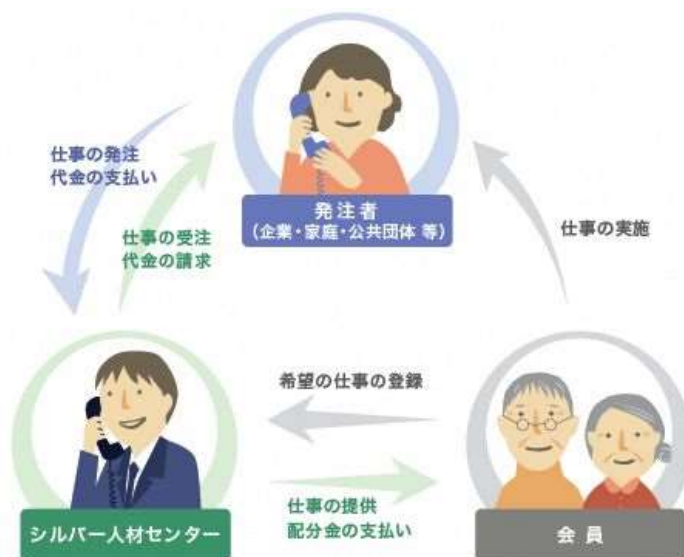 仕事の発注
代金の支払い
仕事の受注
代金の請求
発注者
(企業・家庭・公共団体 等)
仕事の実施
希望の仕事の登録
仕事の提供
配分金の支払い
シルバー人材センター
会 員